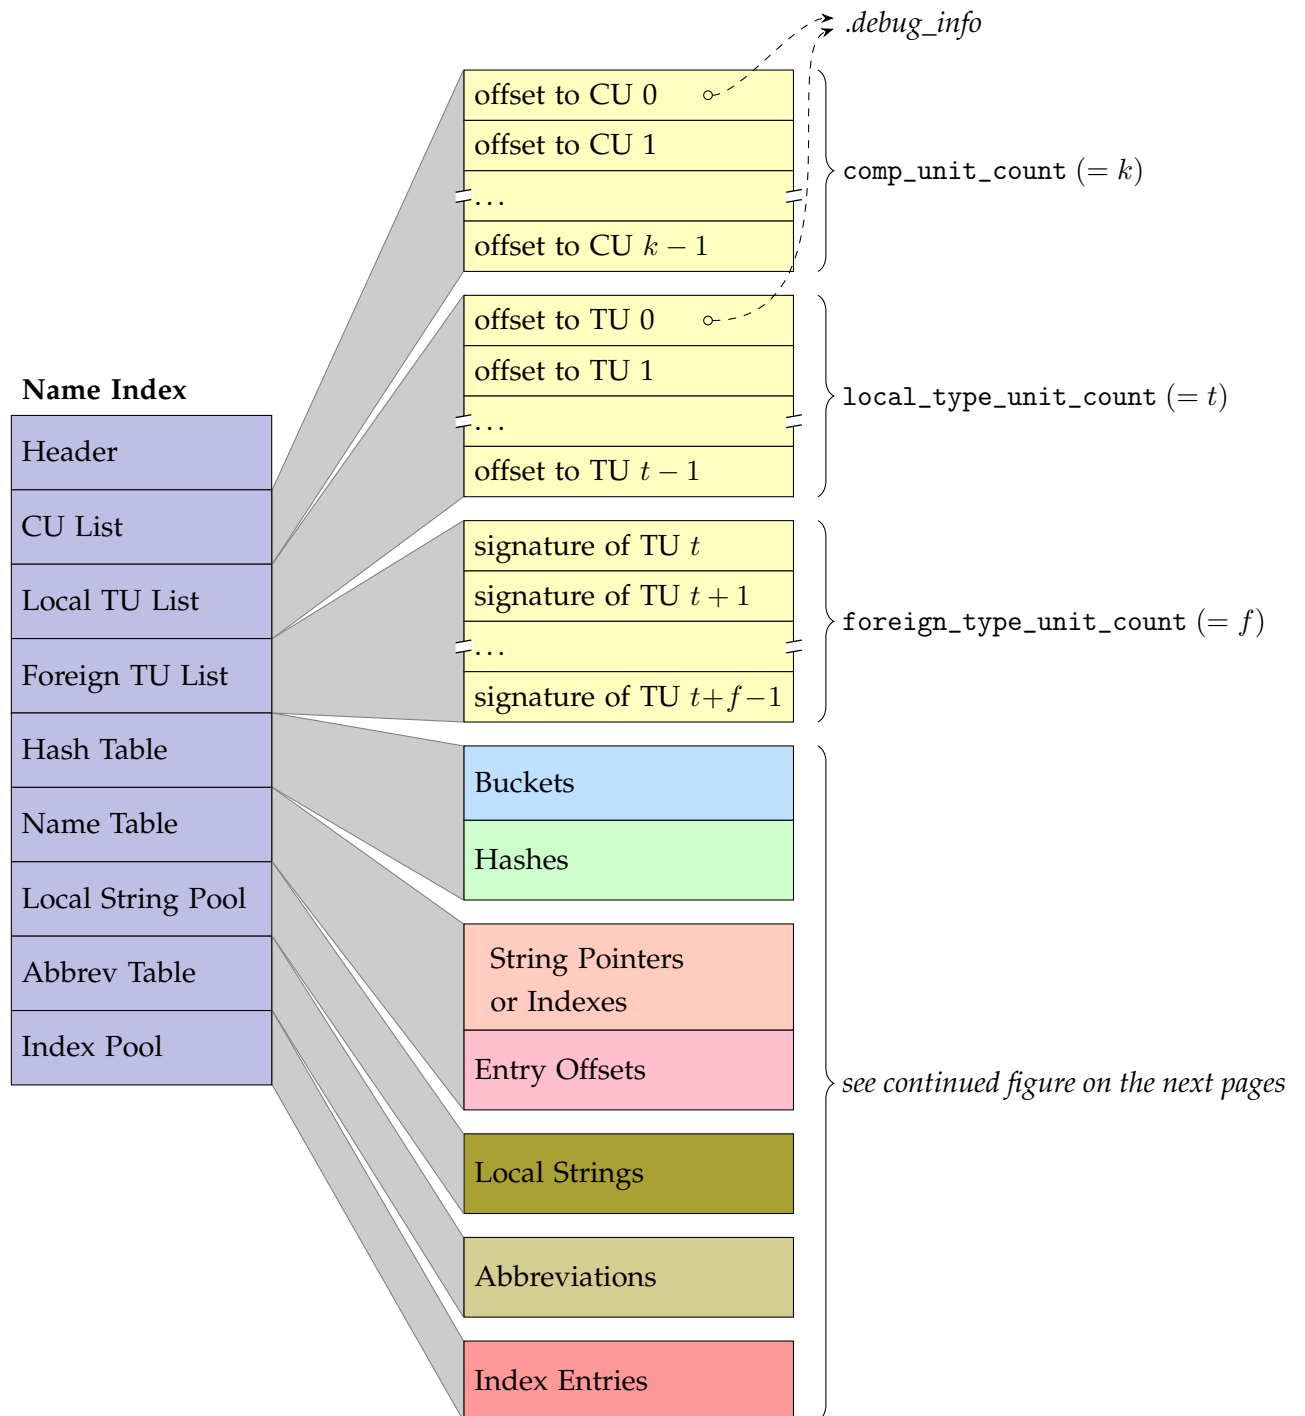 .debug_info
offset to CU 0
offset to CU 1
...
offset to CU k − 1
comp_unit_count (= k)
offset to TU 0
offset to TU 1
...
offset to TU t − 1
local_type_unit_count (= t)
signature of TU t
signature of TU t + 1
...
signature of TU t+f−1
foreign_type_unit_count (= f)
Name Index
Header
CU List
Local TU List
Foreign TU List
Hash Table
Name Table
Local String Pool
Abbrev Table
Index Pool
Buckets
Hashes
String Pointers
or Indexes
Entry Offsets
Local Strings
Abbreviations
Index Entries
see continued figure on the next pages